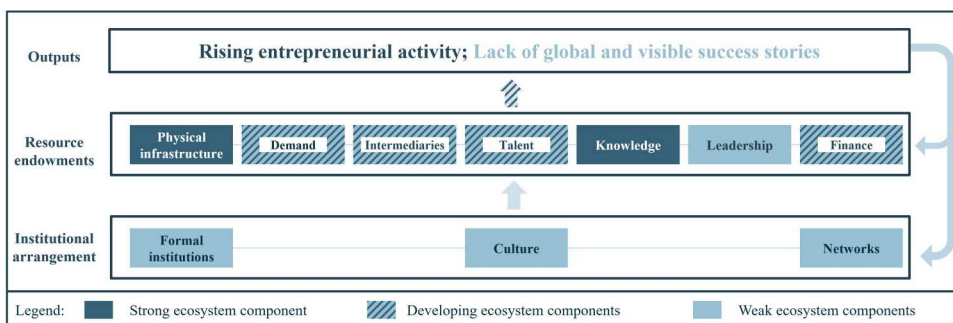 Outputs
Rising entrepreneurial activity; Lack of global and visible success stories
Resource
endowments
Physical
infrastructure
Demand
Intermediaries
Talent
Knowledge
Leadership
Finance
Institutional
arrangement
Formal
institutions
Culture
Networks
Legend:
Strong ecosystem component
Developing ecosystem components
Weak ecosystem components